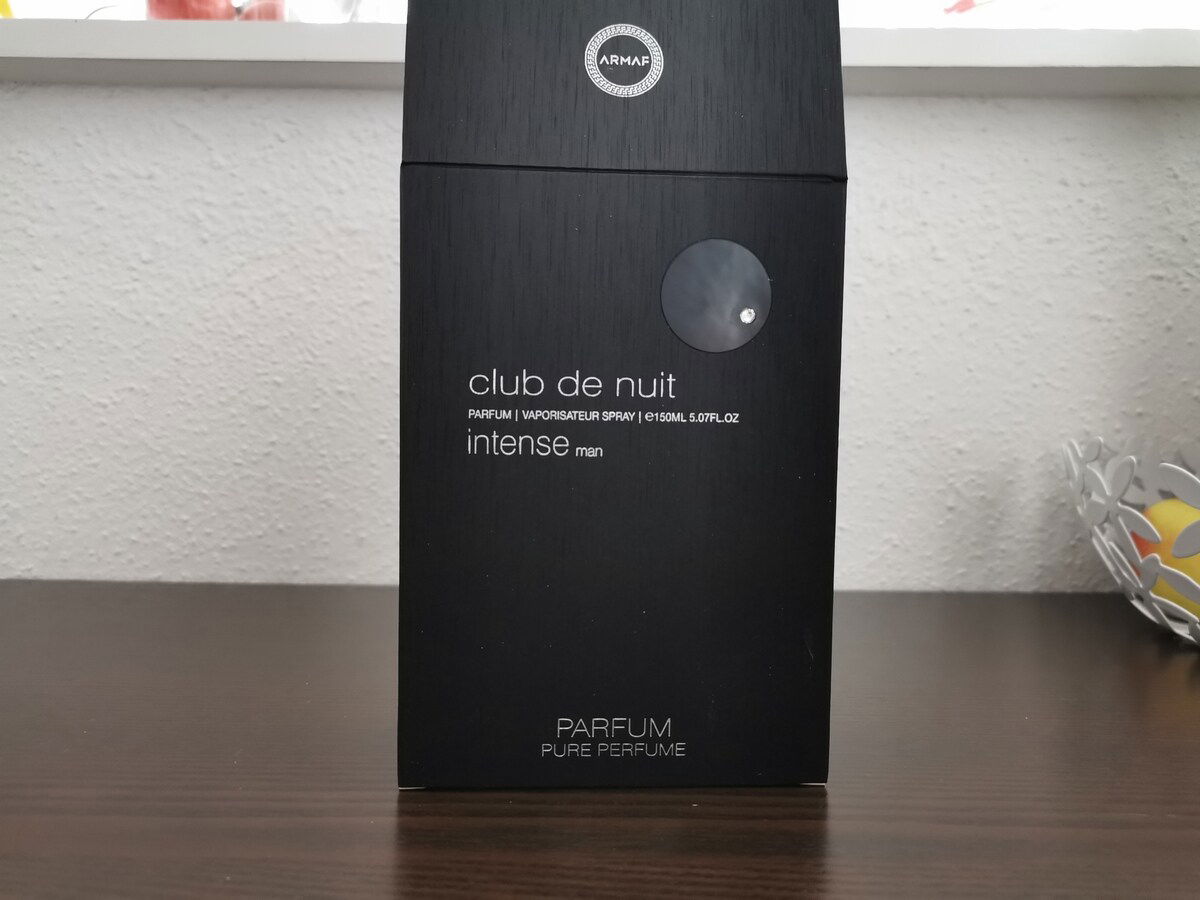 ARMAF
club de nuit
PARFUM | VAPORISATEUR SPRAY | ℮150ML 5.07FL.OZ
intense man
PARFUM
PURE PERFUME